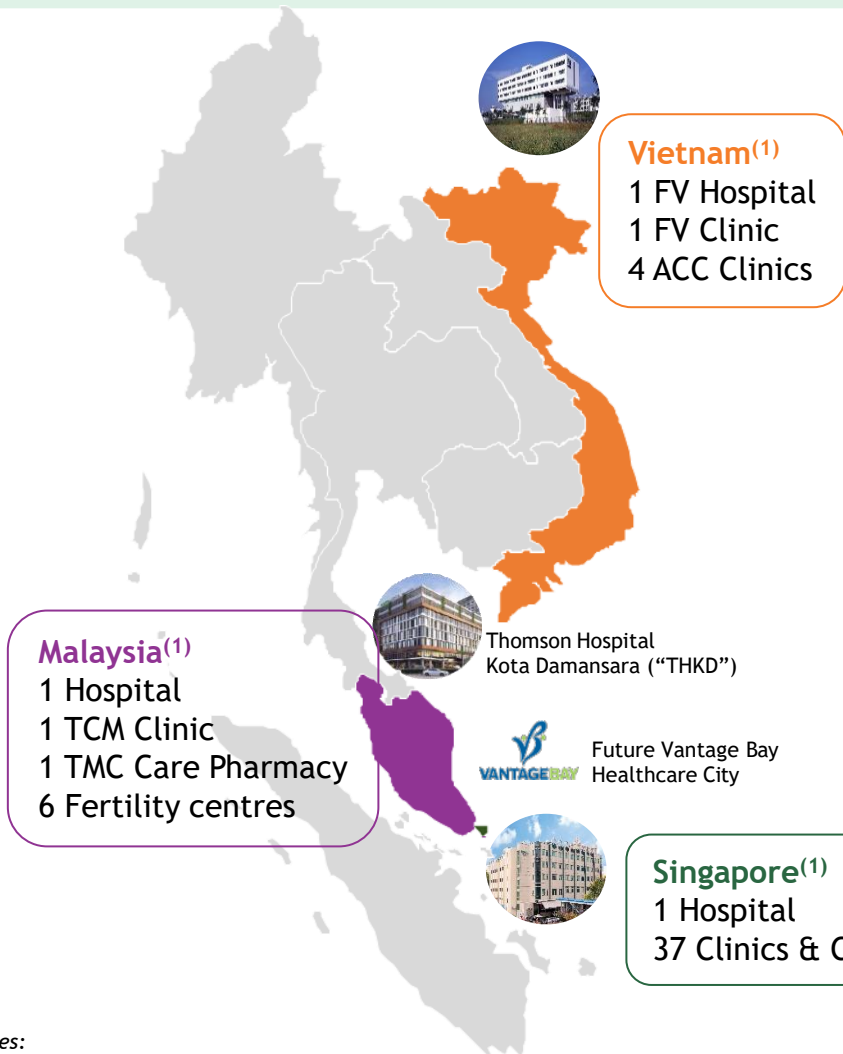 Vietnam(1)
1 FV Hospital
1 FV Clinic
4 ACC Clinics
Thomson Hospital
Kota Damansara (“THKD”)
Malaysia(1)
1 Hospital
1 TCM Clinic
1 TMC Care Pharmacy
6 Fertility centres
VANTAGEBAY
Future Vantage Bay
Healthcare City
Singapore(1)
1 Hospital
37 Clinics &